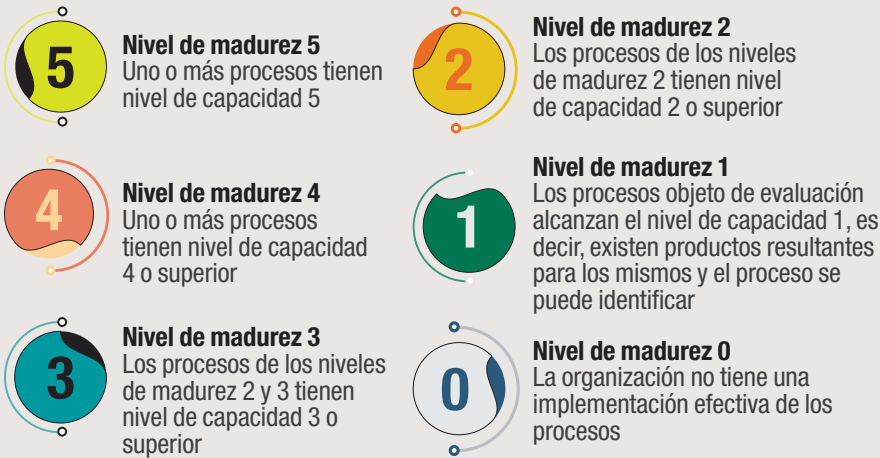 5
Nivel de madurez 5
Uno o más procesos tienen
nivel de capacidad 5
4
Nivel de madurez 4
Uno o más procesos
tienen nivel de capacidad
4 o superior
3
Nivel de madurez 3
Los procesos de los niveles
de madurez 2 y 3 tienen
nivel de capacidad 3 o
superior
2
Nivel de madurez 2
Los procesos de los niveles
de madurez 2 tienen nivel
de capacidad 2 o superior
1
Nivel de madurez 1
Los procesos objeto de evaluación
alcanzan el nivel de capacidad 1, es
decir, existen productos resultantes
para los mismos y el proceso se
puede identificar
0
Nivel de madurez 0
La organización no tiene una
implementación efectiva de los
procesos